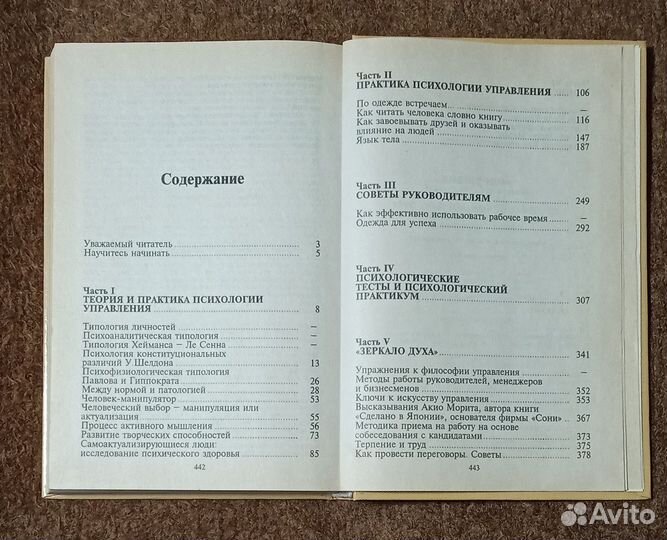 Содержание
Уважаемый читатель 3
Научитесь начинать 5
Часть I
ТЕОРИЯ И ПРАКТИКА ПСИХОЛОГИИ
УПРАВЛЕНИЯ 8
Типология личностей —
Психоаналитическая типология —
Типология Хейманса — Ле Сенна —
Психология конституциональных
различий У.Шелдона 13
Психофизиологическая типология
Павлова и Гиппократа 26
Между нормой и патологией 28
Человек-манипулятор 53
Человеческий выбор — манипуляция или
актуализация 55
Процесс активного мышления 56
Развитие творческих способностей 73
Самоактуализирующиеся люди:
исследование психического здоровья 85
442
Часть II
ПРАКТИКА ПСИХОЛОГИИ УПРАВЛЕНИЯ 106
По одежде встречаем —
Как читать человека словно книгу 116
Как завоевывать друзей и оказывать
влияние на людей 147
Язык тела 187
Часть III
СОВЕТЫ РУКОВОДИТЕЛЯМ 249
Как эффективно использовать рабочее время —
Одежда для успеха 292
Часть IV
ПСИХОЛОГИЧЕСКИЕ
ТЕСТЫ И ПСИХОЛОГИЧЕСКИЙ
ПРАКТИКУМ 307
Часть V
«ЗЕРКАЛО ДУХА» 341
Упражнения к философии управления —
Методы работы руководителей, менеджеров
и бизнесменов 352
Ключи к искусству управления 353
Высказывания Акио Морита, автора книги
«Сделано в Японии», основателя фирмы «Сони» 367
Методика приема на работу на основе
собеседования с кандидатами 373
Терпение и труд 375
Как провести переговоры. Советы 378
443
Avito